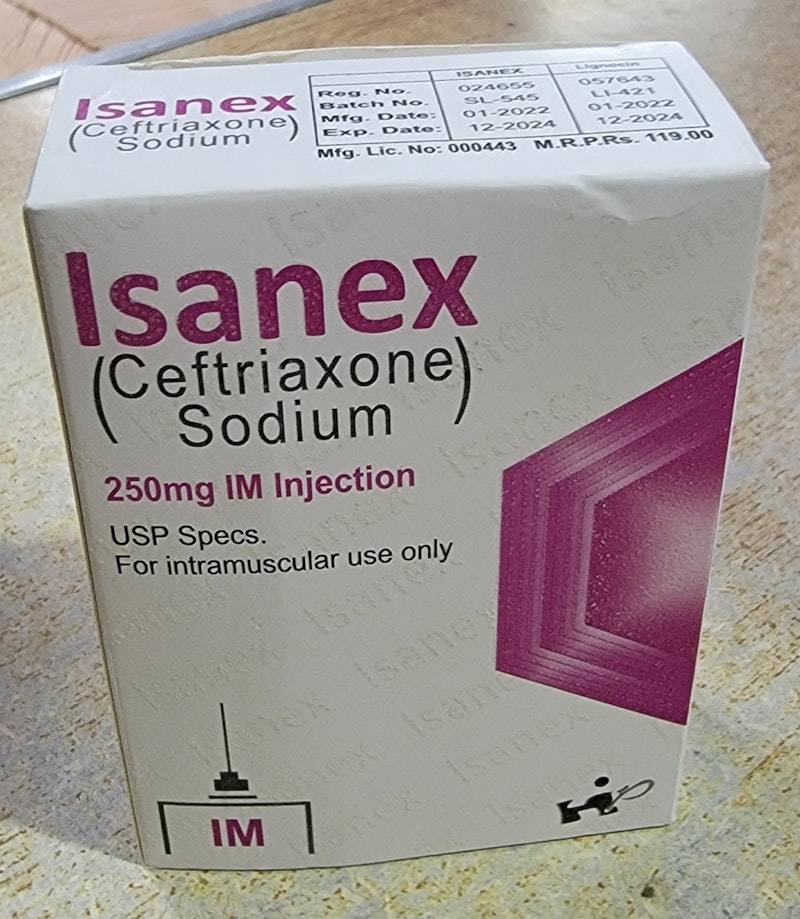 Isanex
(Ceftriaxone)
Sodium
ISANEX Lignocin
Reg. No. 024655 057643
Batch No. SL-545 LI-421
Mfg. Date: 01-2022 01-2022
Exp. Date: 12-2024 12-2024
Mfg. Lic. No: 000443 M.R.P.Rs. 119.00
Isanex
(Ceftriaxone)
Sodium
250mg IM Injection
USP Specs.
For intramuscular use only
IM